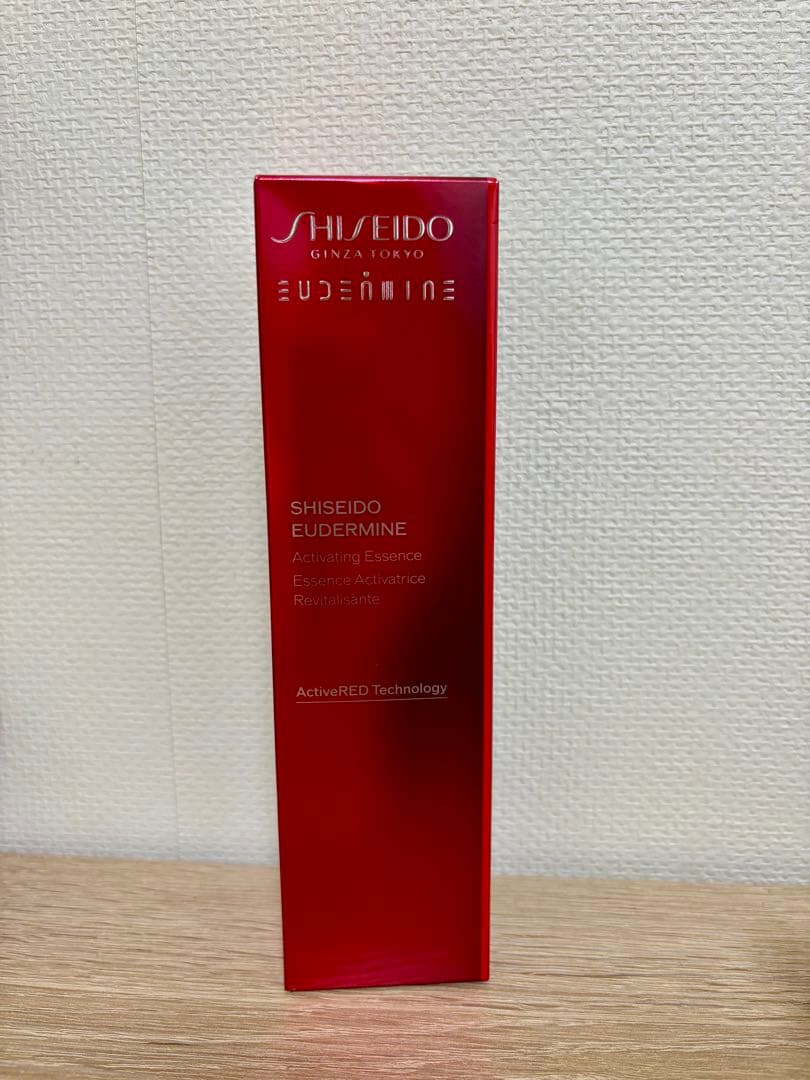 SHISEIDO
GINZA TOKYO
EUDERMINE
SHISEIDO
EUDERMINE
Activating Essence
Essence Activatrice
Revitalisante
ActiveRED Technology